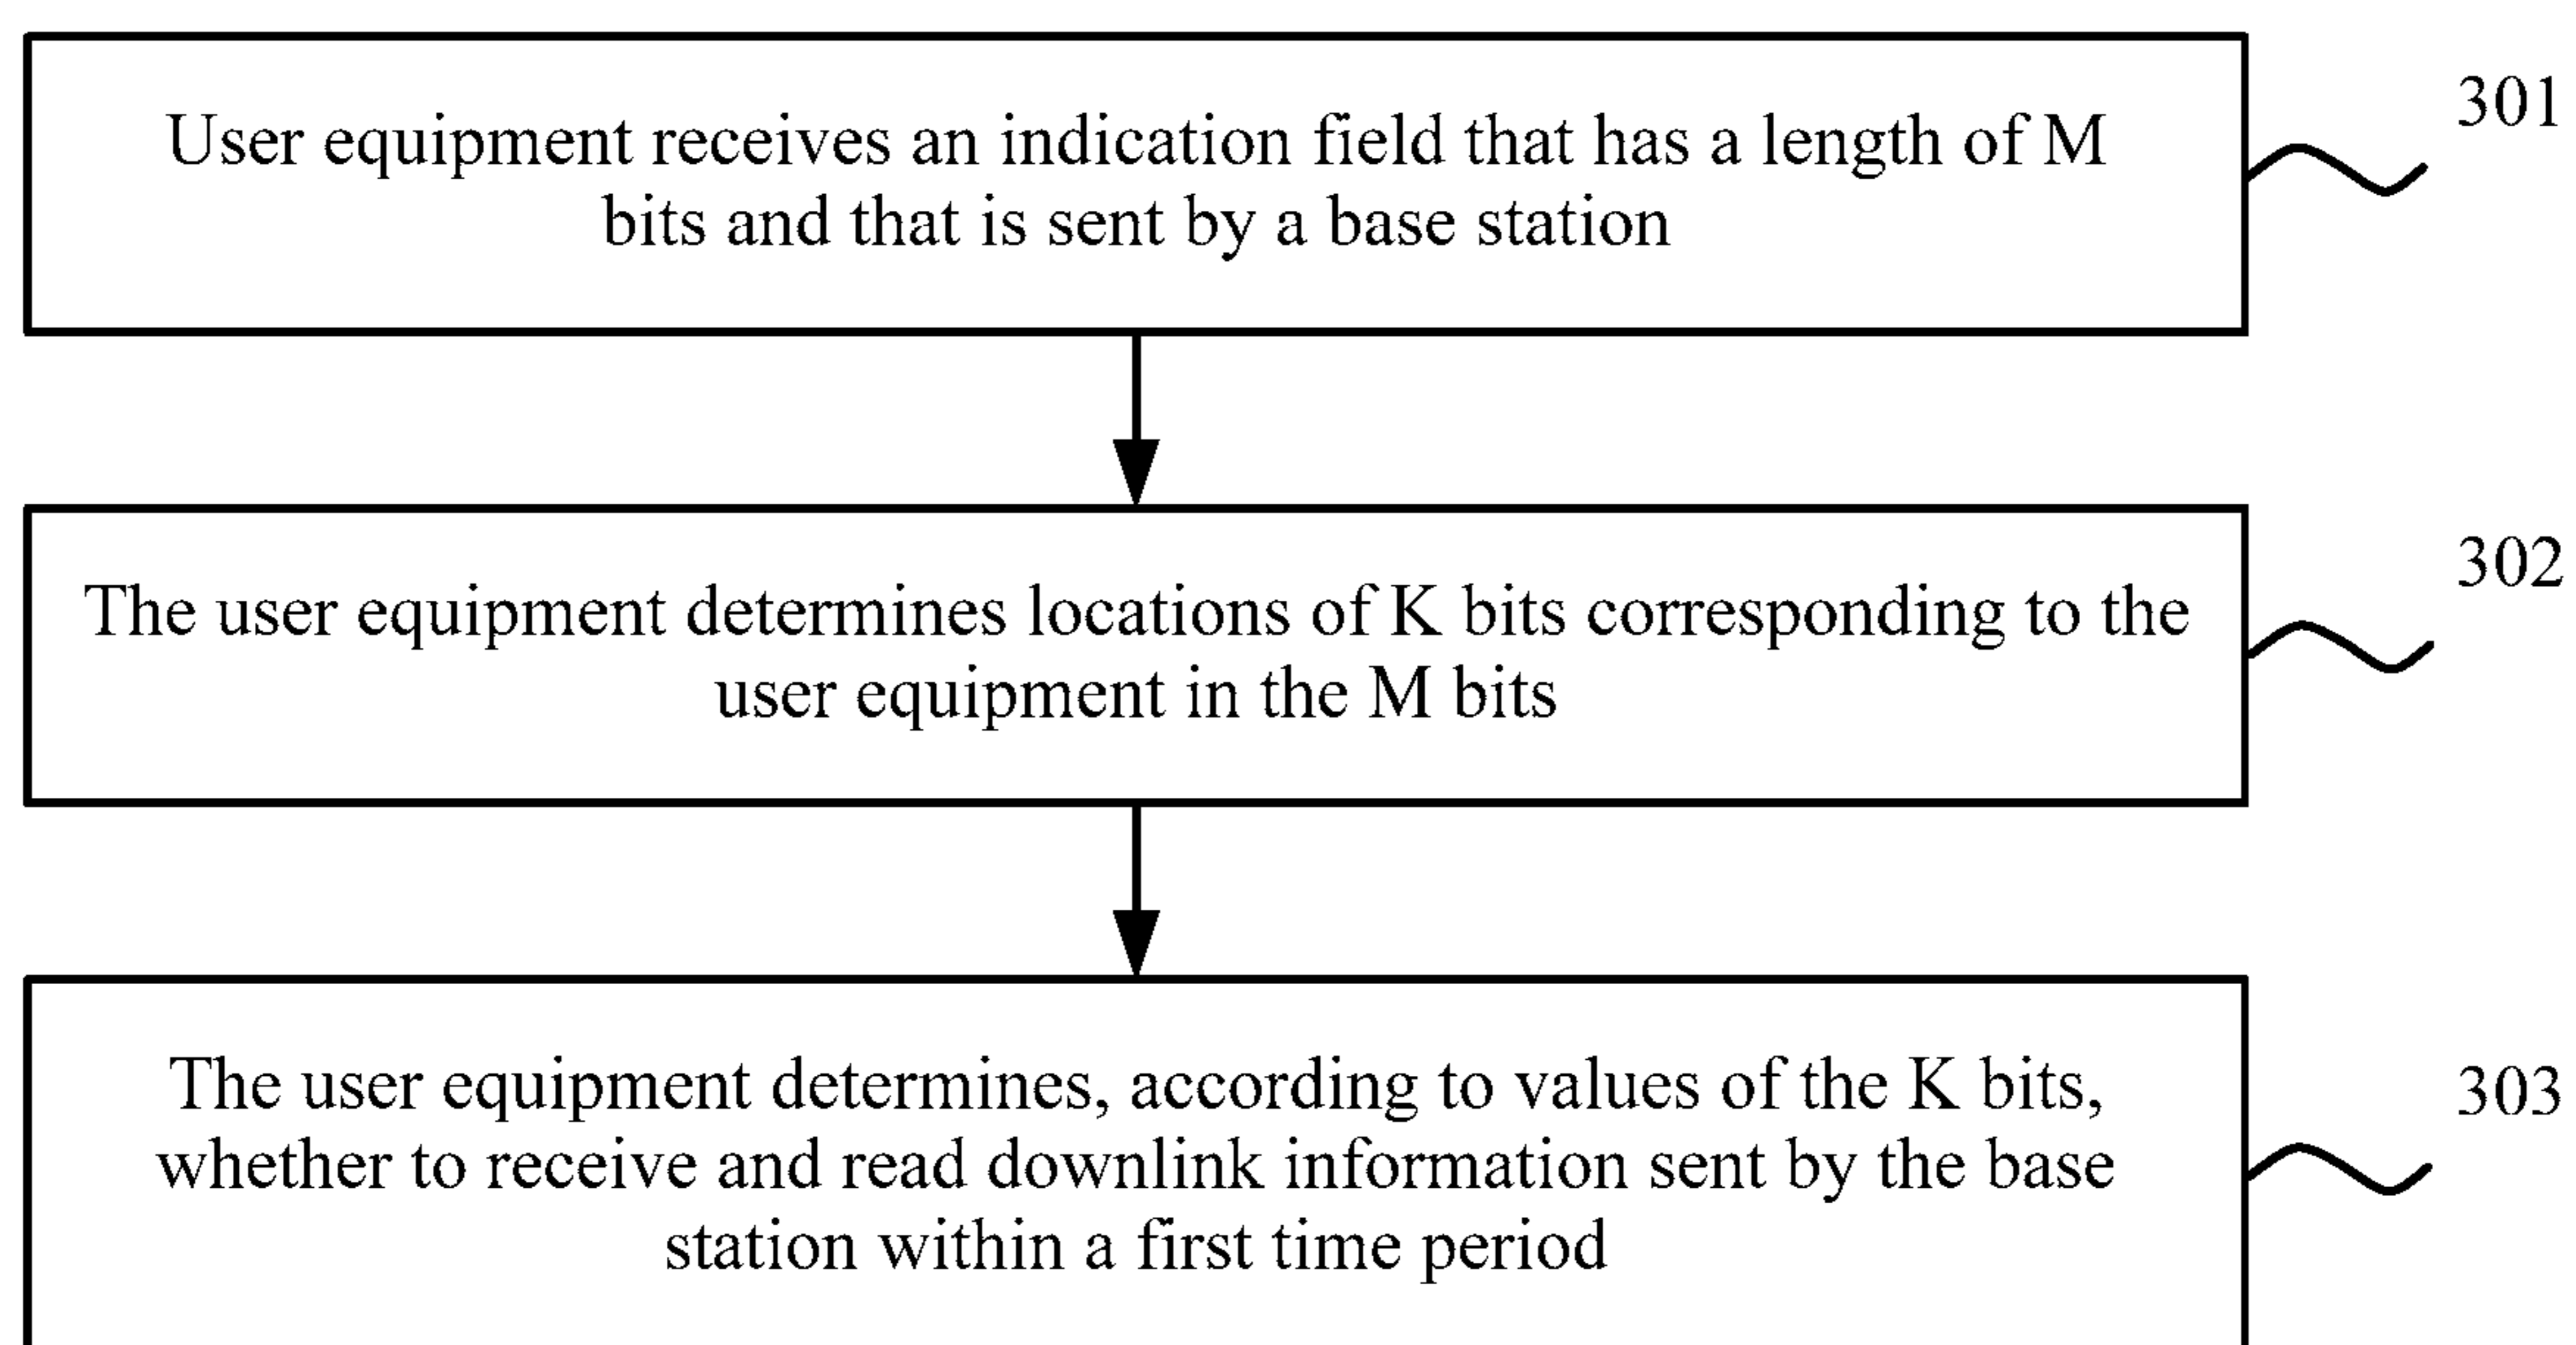 User equipment receives an indication field that has a length of M
bits and that is sent by a base station
301
The user equipment determines locations of K bits corresponding to the
user equipment in the M bits
302
The user equipment determines, according to values of the K bits,
whether to receive and read downlink information sent by the base
station within a first time period
303